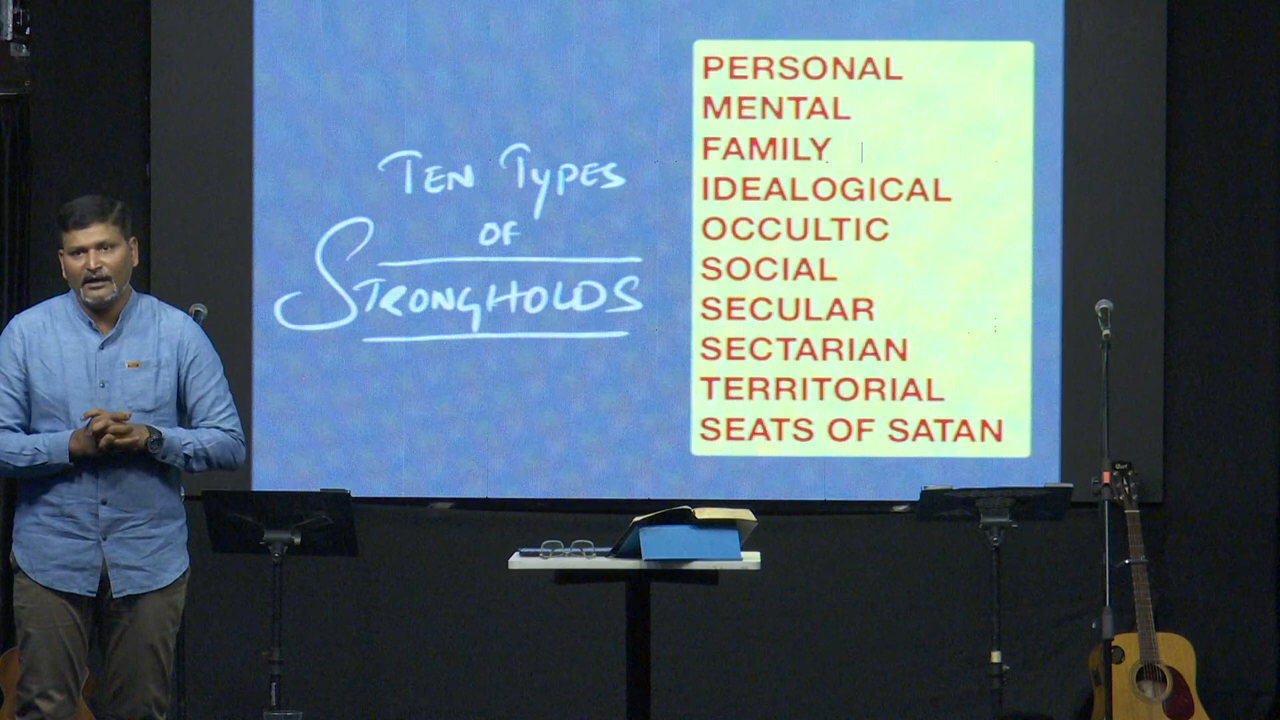 TEN TYPES
OF
STRONGHOLDS
PERSONAL
MENTAL
FAMILY
IDEALOGICAL
OCCULTIC
SOCIAL
SECULAR
SECTARIAN
TERRITORIAL
SEATS OF SATAN